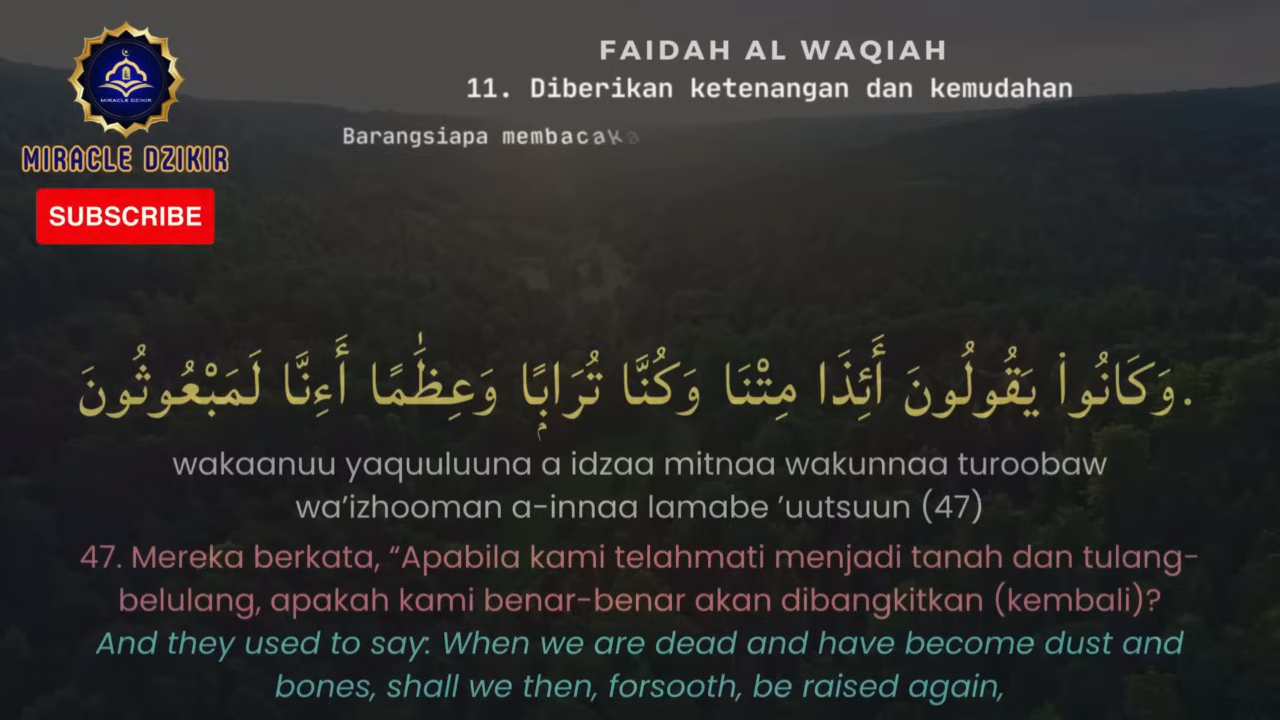 FAIDAH AL WAQIAH
11. Diberikan ketenangan dan kemudahan
Barangsiapa membacaka
MIRACLE DZIKIR
MIRACLE DZIKIR
SUBSCRIBE
وَكَانُوا۟ يَقُولُونَ أَئِذَا مِتْنَا وَكُنَّا تُرَابًۭا وَعِظَٰمًا أَءِنَّا لَمَبْعُوثُونَ.
wakaanuu yaquuluuna a idzaa mitnaa wakunnaa turoobaw
wa’izhooman a-innaa lamabe ’uutsuun (47)
47. Mereka berkata, “Apabila kami telahmati menjadi tanah dan tulang-
belulang, apakah kami benar-benar akan dibangkitkan (kembali)?
And they used to say: When we are dead and have become dust and
bones, shall we then, forsooth, be raised again,